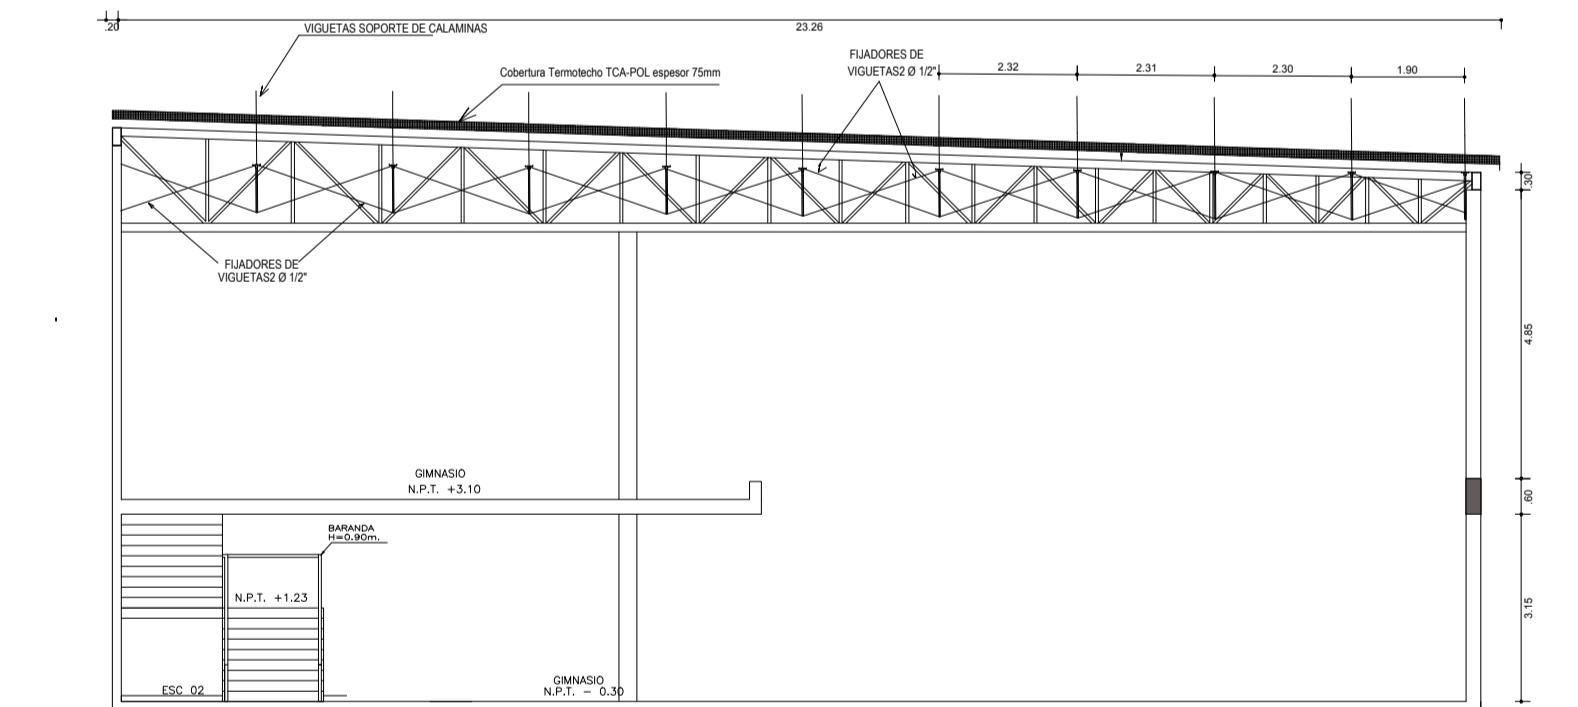 .20
23.26
VIGUETAS SOPORTE DE CALAMINAS
Cobertura Termotecho TCA-POL espesor 75mm
FIJADORES DE
VIGUETAS2 Ø 1/2"
2.32
2.31
2.30
1.90
.30
FIJADORES DE
VIGUETAS2 Ø 1/2"
4.85
GIMNASIO
N.P.T. +3.10
.60
BARANDA
H=0.90m.
N.P.T. +1.23
3.15
ESC 02
GIMNASIO
N.P.T. - 0.30